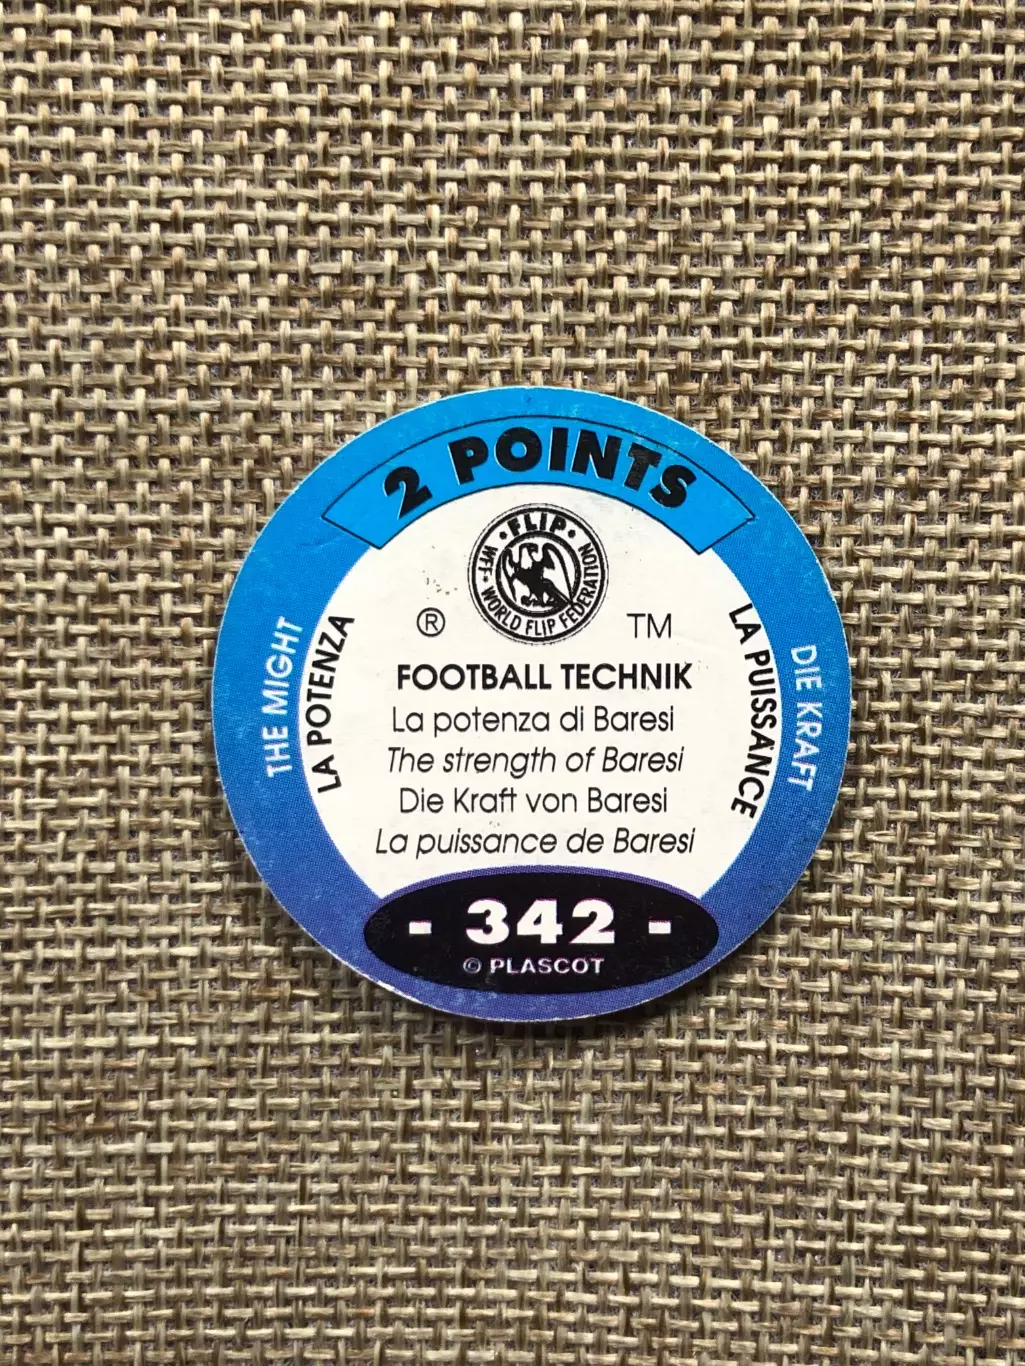 2 POINTS
•FLIP•
WFF • WORLD FLIP FEDERATION
® TM
THE MIGHT
LA POTENZA
LA PUISSANCE
DIE KRAFT
FOOTBALL TECHNIK
La potenza di Baresi
The strength of Baresi
Die Kraft von Baresi
La puissance de Baresi
- 342 -
© PLASCOT